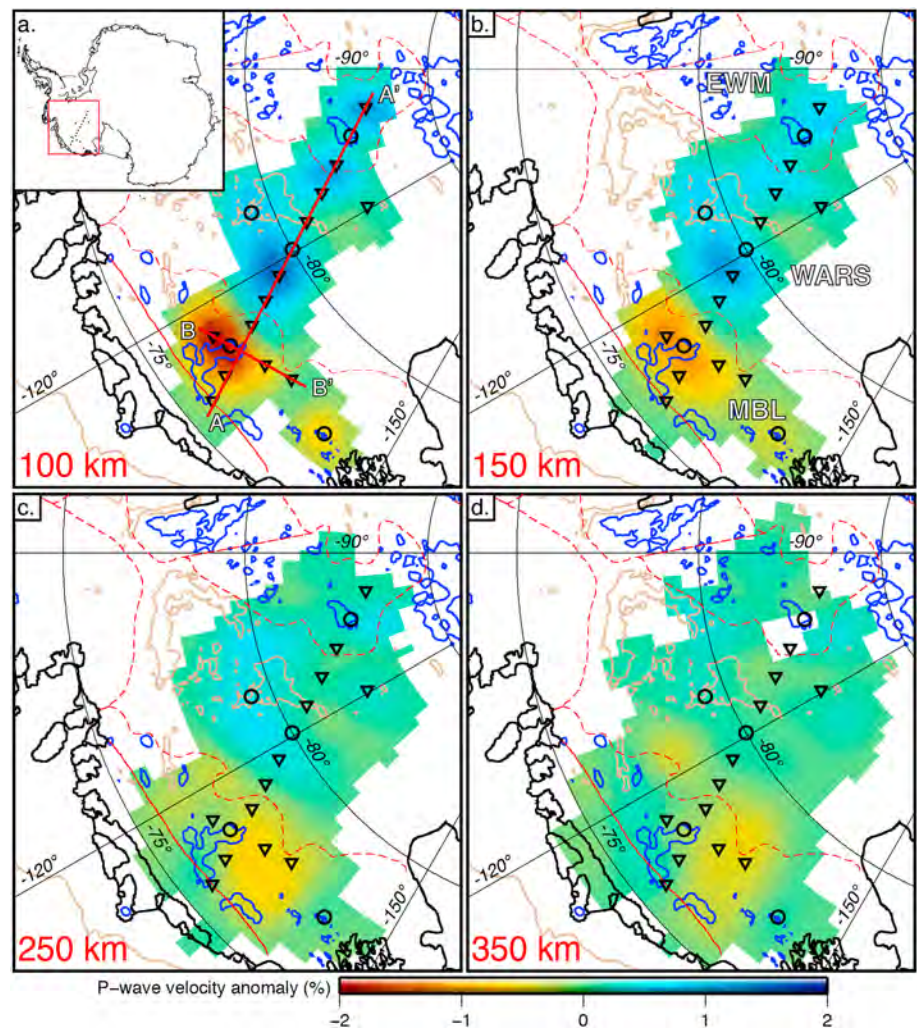 a.
-90°
A'
-80°
B
-75°
B'
-120°
A
-150°
100 km
b.
-90°
EWM
-80°
WARS
-75°
-120°
MBL
-150°
150 km
c.
-90°
-80°
-75°
-120°
-150°
250 km
d.
-90°
-80°
-75°
-120°
-150°
350 km
P-wave velocity anomaly (%)
-2 -1 0 1 2